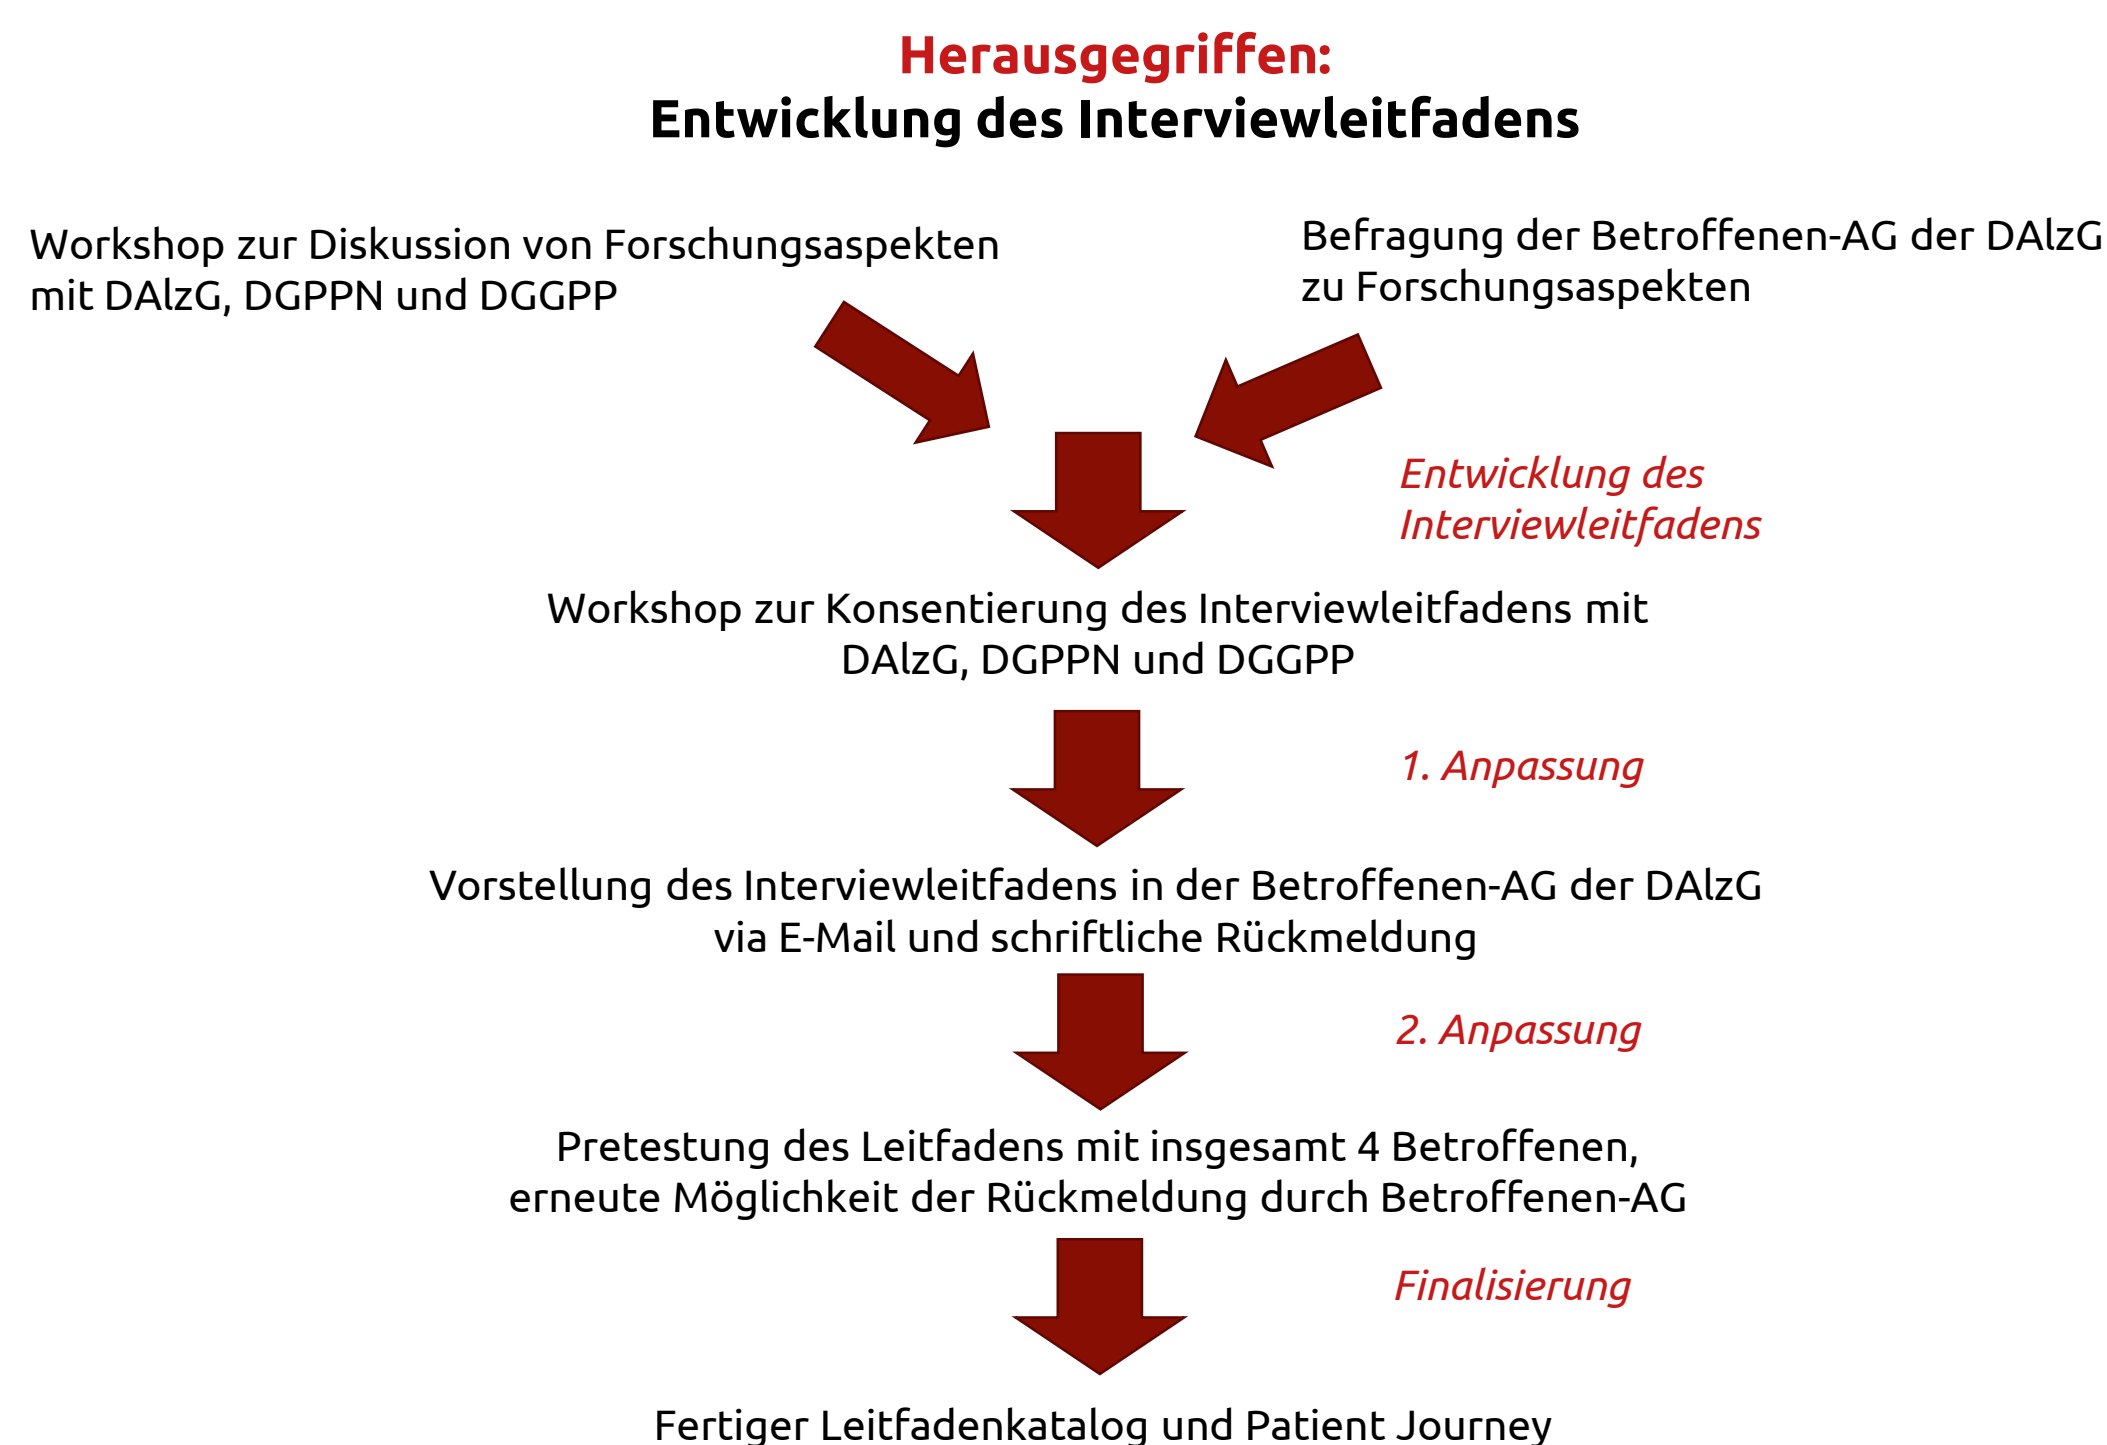 Herausgegriffen:
Entwicklung des Interviewleitfadens
Workshop zur Diskussion von Forschungsaspekten
mit DAlzG, DGPPN und DGGPP
Befragung der Betroffenen-AG der DAlzG
zu Forschungsaspekten
Entwicklung des
Interviewleitfadens
Workshop zur Konsentierung des Interviewleitfadens mit
DAlzG, DGPPN und DGGPP
1. Anpassung
Vorstellung des Interviewleitfadens in der Betroffenen-AG der DAlzG
via E-Mail und schriftliche Rückmeldung
2. Anpassung
Pretestung des Leitfadens mit insgesamt 4 Betroffenen,
erneute Möglichkeit der Rückmeldung durch Betroffenen-AG
Finalisierung
Fertiger Leitfadenkatalog und Patient Journey